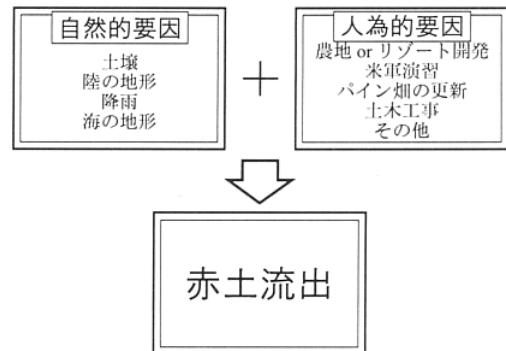 自然的要因
土壌
陸の地形
降雨
海の地形
+
人為的要因
農地 or リゾート開発
米軍演習
パイン畑の更新
土木工事
その他
赤土流出